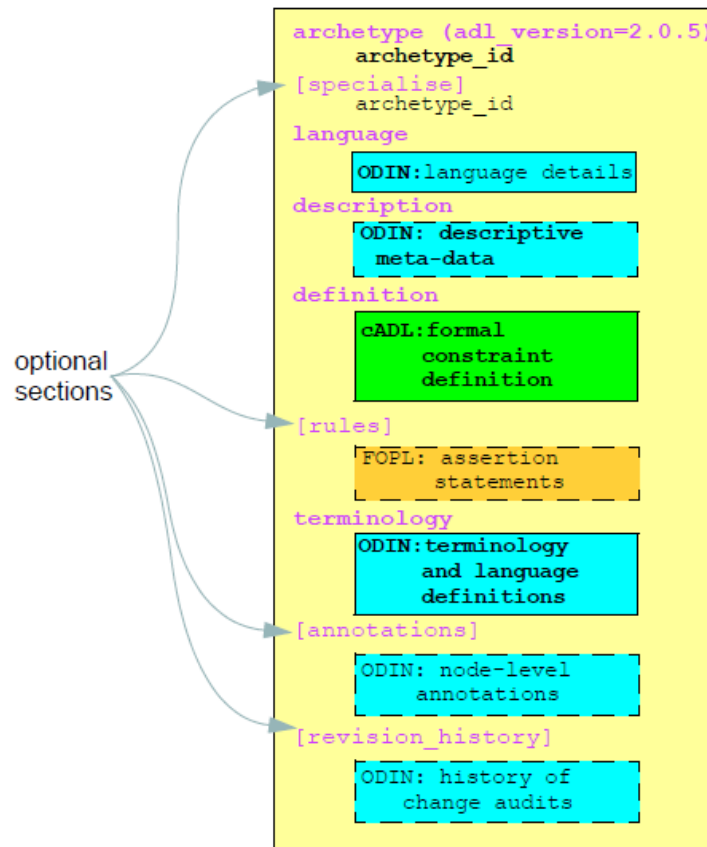 archetype (adl_version=2.0.5)
archetype_id
[specialise]
archetype_id
language
ODIN:language details
description
ODIN: descriptive
meta-data
definition
cADL:formal
constraint
definition
optional
sections
[rules]
FOPL: assertion
statements
terminology
ODIN:terminology
and language
definitions
[annotations]
ODIN: node-level
annotations
[revision_history]
ODIN: history of
change audits